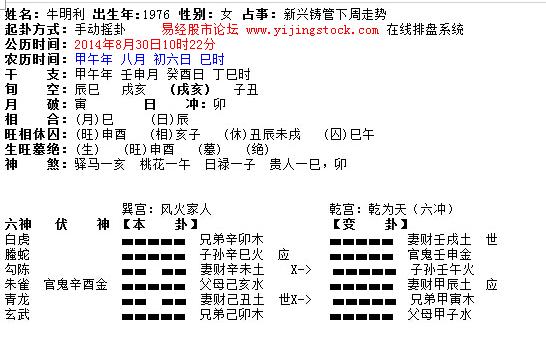 姓名：牛明利 出生年:1976 性别：女 占事：新兴铸管下周走势
起卦方式：手动摇卦 易经股市论坛 www.yijingstock.com 在线排盘系统
公历时间：2014年8月30日10时22分
农历时间：甲午年 八月 初六日 巳时
干 支：甲午年 壬申月 癸酉日 丁巳时
旬 空：辰巳 戌亥 (戌亥) 子丑
月 破：寅 日 冲：卯
相 合：(月)巳 (日)辰
旺相休囚：(旺)申酉 (相)亥子 (休)丑辰未戌 (囚)巳午
生旺墓绝：(生) (旺)申酉 (墓) (绝)
神 煞：驿马—亥 桃花—午 日禄—子 贵人—巳，卯
巽宫：风火家人 乾宫：乾为天（六冲）
六神 伏 神 【本 卦】 【变 卦】
白虎 兄弟辛卯木 妻财壬戌土 世
螣蛇 子孙辛巳火 应 官鬼壬申金
勾陈 妻财辛未土 X-> 子孙壬午火
朱雀 官鬼辛酉金 父母己亥水 妻财甲辰土 应
青龙 妻财己丑土 世X-> 兄弟甲寅木
玄武 兄弟己卯木 父母甲子水